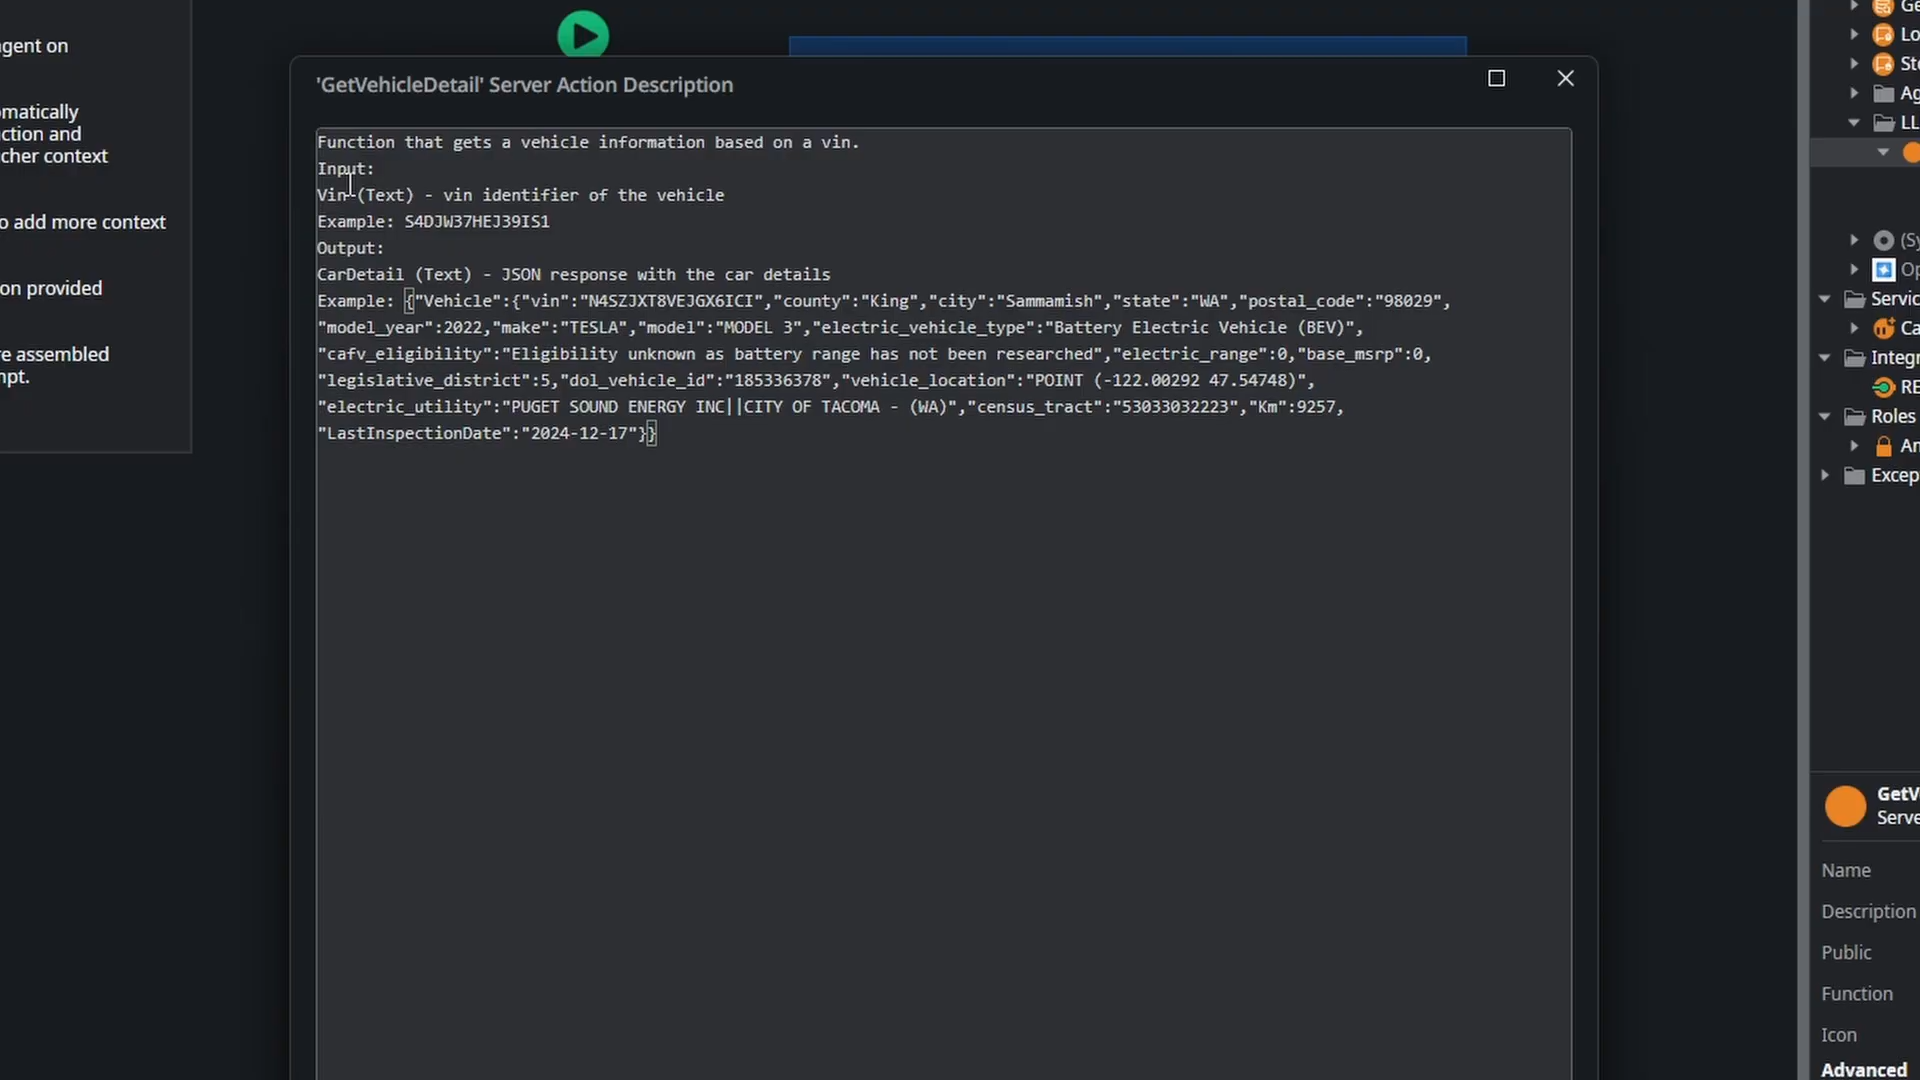 gent on
matically
ction and
cher context
o add more context
on provided
re assembled
mpt.
'GetVehicleDetail' Server Action Description
Function that gets a vehicle information based on a vin.
Input:
Vin (Text) - vin identifier of the vehicle
Example: S4DJW37HEJ39IS1
Output:
CarDetail (Text) - JSON response with the car details
Example: {"Vehicle":{"vin":"N4SZJXT8VEJGX6ICI","county":"King","city":"Sammamish","state":"WA","postal_code":"98029",
"model_year":2022,"make":"TESLA","model":"MODEL 3","electric_vehicle_type":"Battery Electric Vehicle (BEV)",
"cafv_eligibility":"Eligibility unknown as battery range has not been researched","electric_range":0,"base_msrp":0,
"legislative_district":5,"dol_vehicle_id":"185336378","vehicle_location":"POINT (-122.00292 47.54748)",
"electric_utility":"PUGET SOUND ENERGY INC||CITY OF TACOMA - (WA)","census_tract":"53033032223","Km":9257,
"LastInspectionDate":"2024-12-17"}}
Ge
Lo
Sto
Ag
LL
(Sy
Op
Servic
Ca
Integr
RE
Roles
An
Excep
GetV
Serve
Name
Description
Public
Function
Icon
Advanced